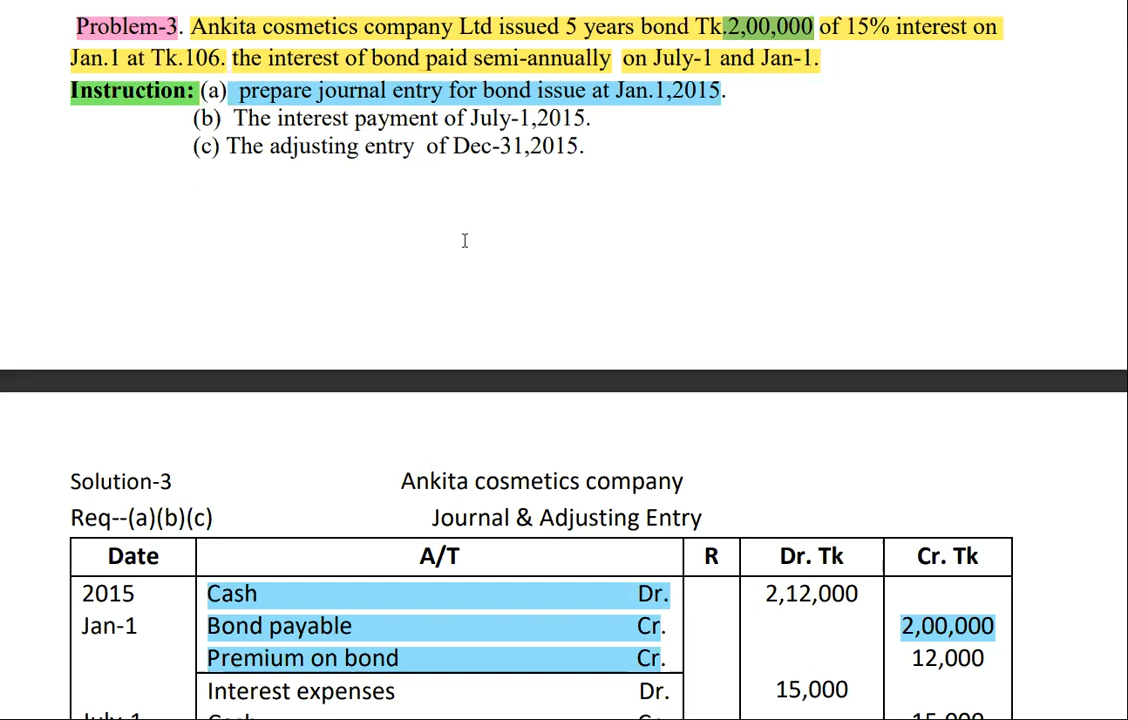 Problem-3. Ankita cosmetics company Ltd issued 5 years bond Tk.2,00,000 of 15% interest on
Jan.1 at Tk.106. the interest of bond paid semi-annually on July-1 and Jan-1.
Instruction: (a) prepare journal entry for bond issue at Jan.1,2015.
(b) The interest payment of July-1,2015.
(c) The adjusting entry of Dec-31,2015.
Solution-3 Ankita cosmetics company
Req--(a)(b)(c) Journal & Adjusting Entry
Date A/T R Dr. Tk Cr. Tk
2015 Cash Dr. 2,12,000
Jan-1 Bond payable Cr. 2,00,000
Premium on bond Cr. 12,000
Interest expenses Dr. 15,000